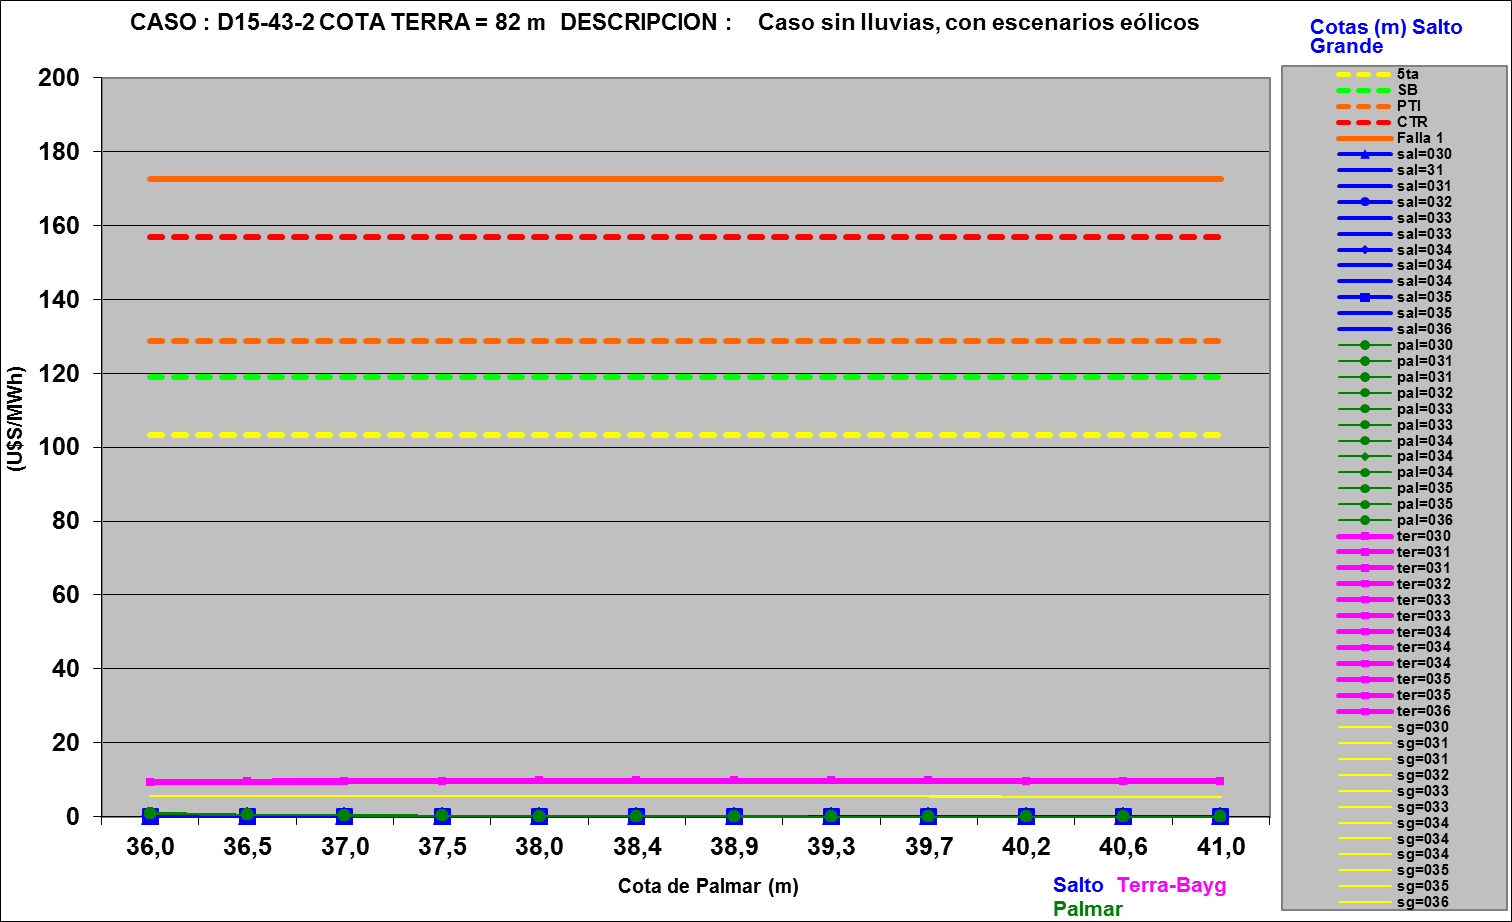 CASO : D15-43-2 COTA TERRA = 82 m  DESCRIPCION :   Caso sin lluvias, con escenarios eólicos
Cotas (m) Salto
Grande
200
180
160
140
120
100
80
60
40
20
0
(U$S/MWh)
36,0 36,5 37,0 37,5 38,0 38,4 38,9 39,3 39,7 40,2 40,6 41,0
Cota de Palmar (m)
Salto Terra-Bayg
Palmar
5ta
SB
PTI
CTR
Falla 1
sal=030
sal=31
sal=031
sal=032
sal=033
sal=033
sal=034
sal=034
sal=034
sal=035
sal=035
sal=036
pal=030
pal=031
pal=031
pal=032
pal=033
pal=033
pal=034
pal=034
pal=034
pal=035
pal=035
pal=036
ter=030
ter=031
ter=031
ter=032
ter=033
ter=033
ter=034
ter=034
ter=034
ter=035
ter=035
ter=036
sg=030
sg=031
sg=031
sg=032
sg=033
sg=033
sg=034
sg=034
sg=034
sg=035
sg=035
sg=036